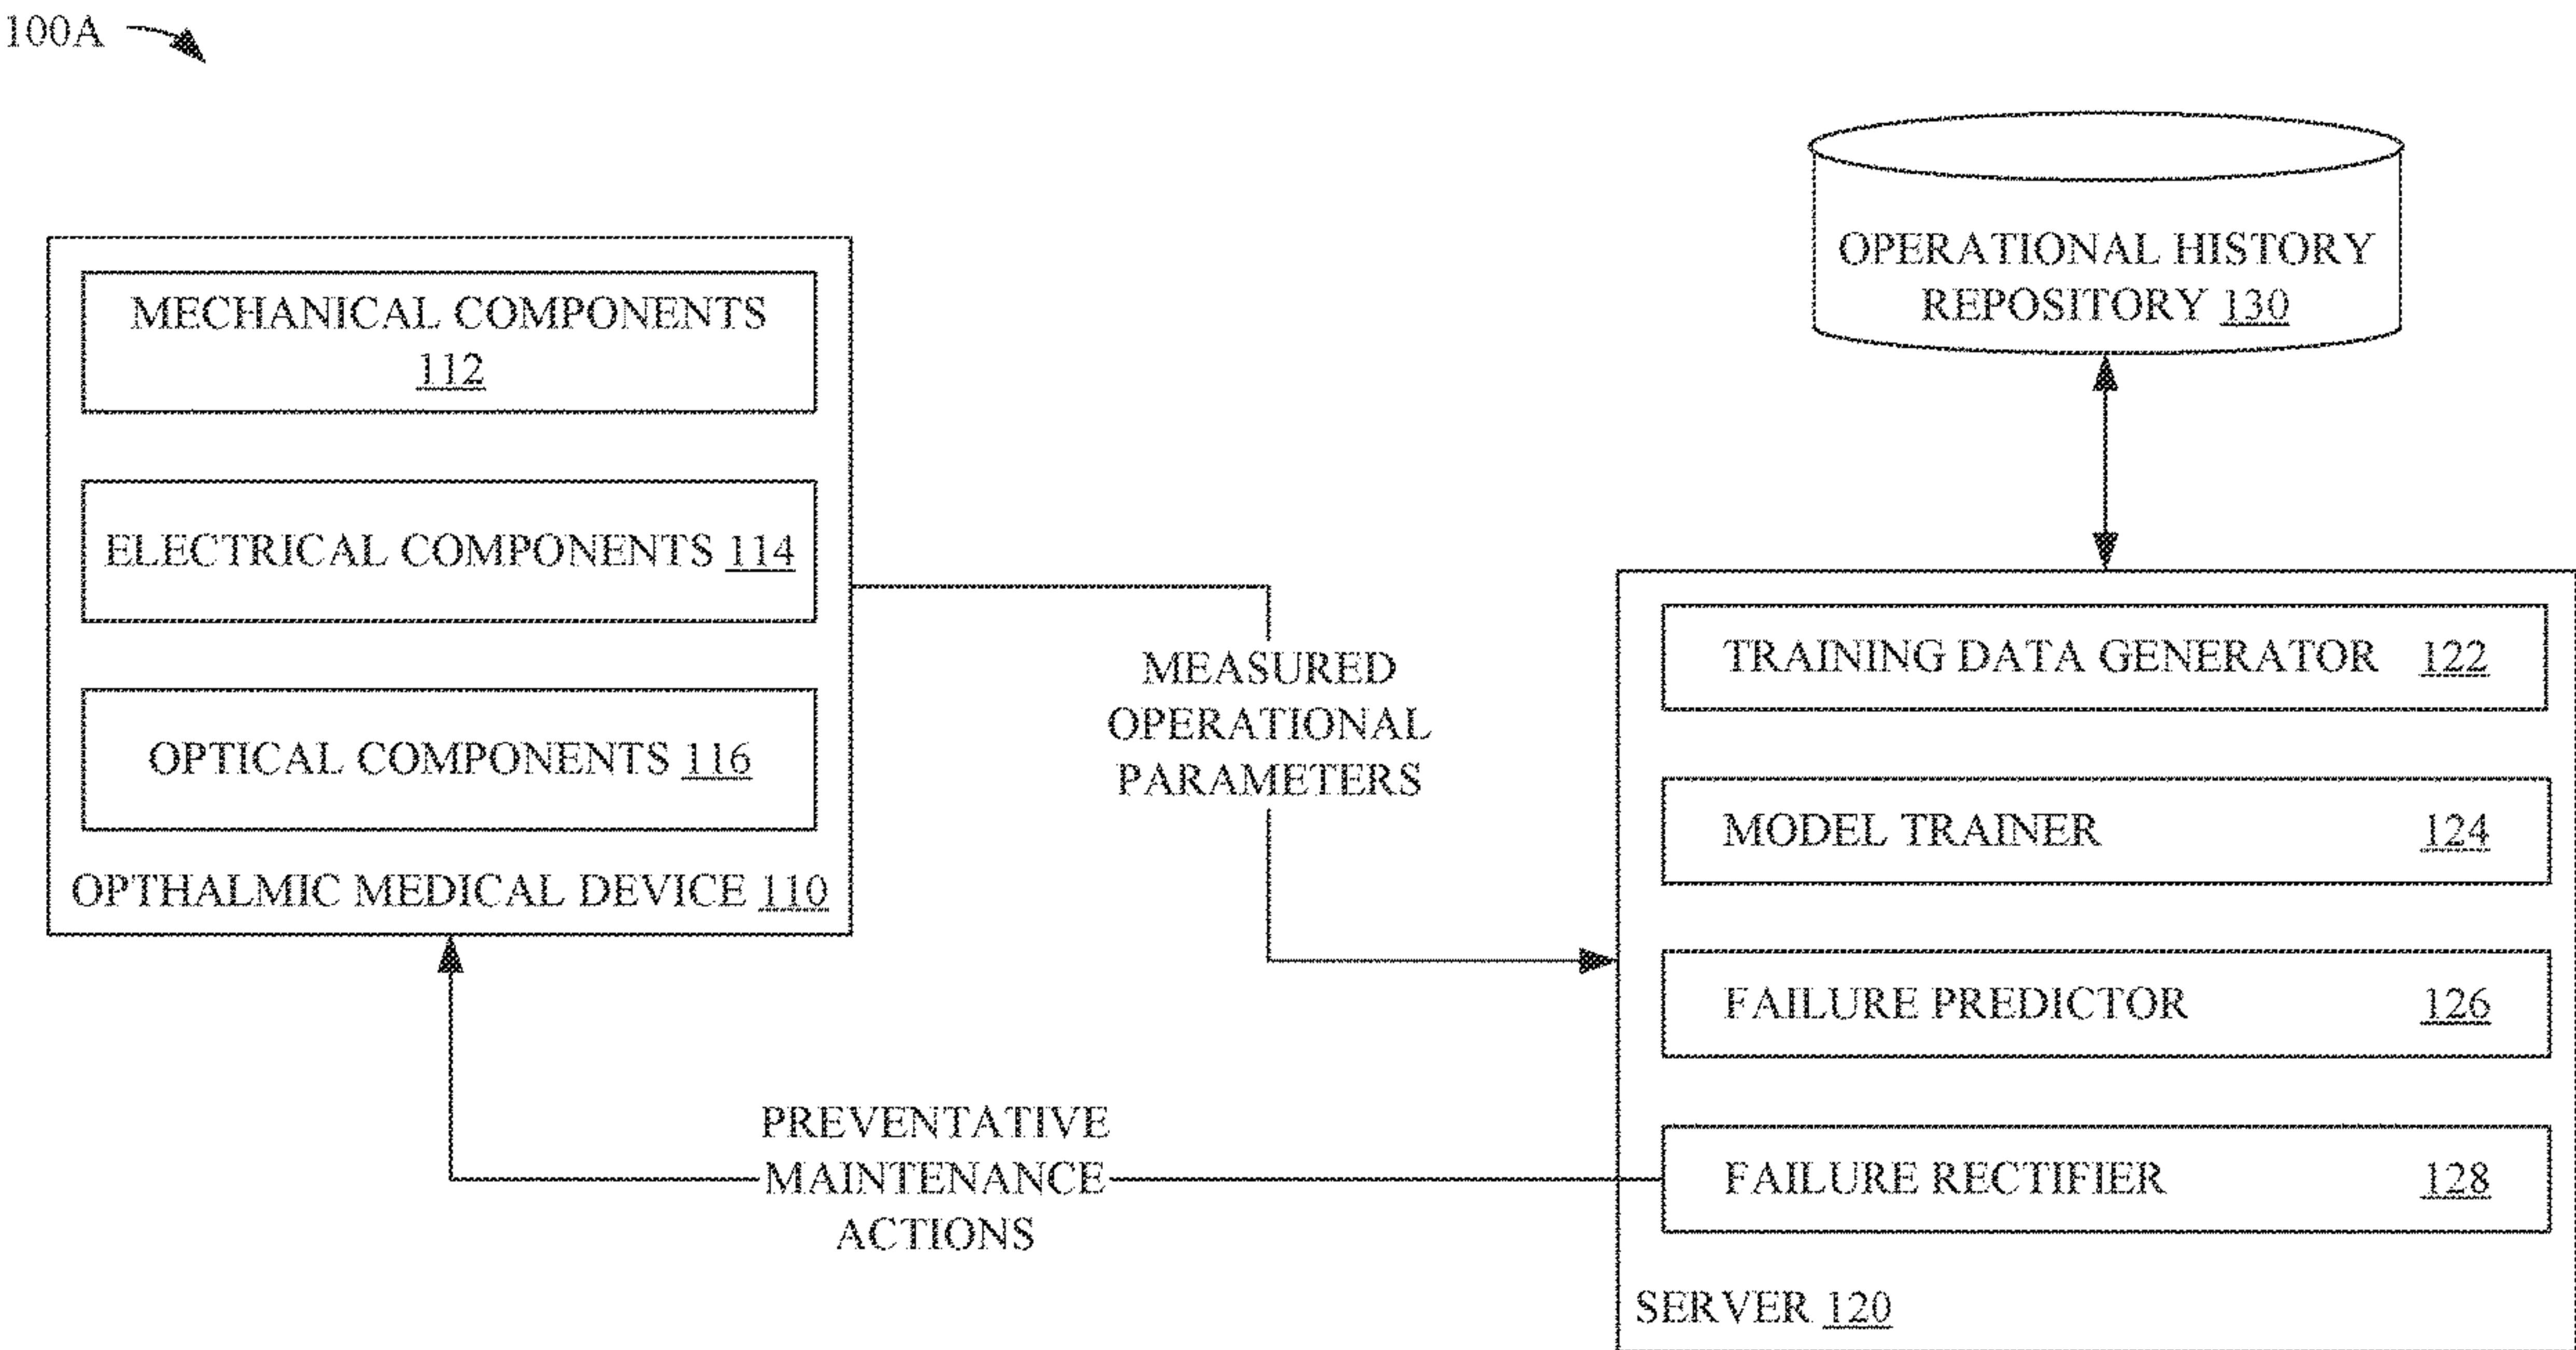 100A
OPERATIONAL HISTORY
REPOSITORY 130
MECHANICAL COMPONENTS
112
ELECTRICAL COMPONENTS 114
OPTICAL COMPONENTS 116
OPTHALMIC MEDICAL DEVICE 110
MEASURED
OPERATIONAL
PARAMETERS
TRAINING DATA GENERATOR 122
MODEL TRAINER 124
FAILURE PREDICTOR 126
FAILURE RECTIFIER 128
SERVER 120
PREVENTATIVE
MAINTENANCE
ACTIONS